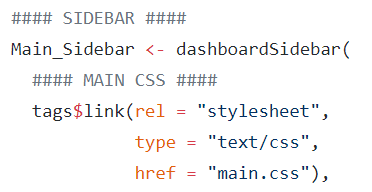 #### SIDEBAR ####
Main_Sidebar <- dashboardSidebar(
  #### MAIN CSS ####
  tags$link(rel = "stylesheet",
            type = "text/css",
            href = "main.css"),